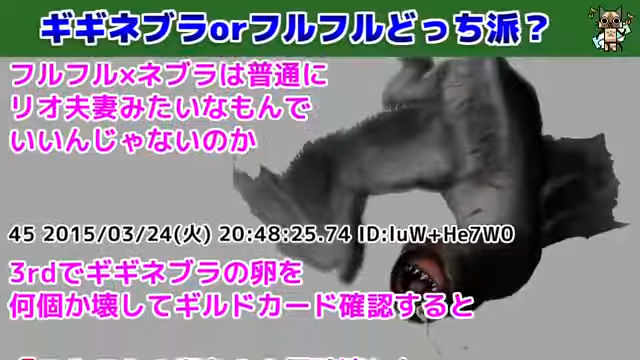 ギギネブラorフルフルどっち派？
フルフル×ネブラは普通に
リオ夫妻みたいなもんで
いいんじゃないのか
45 2015/03/24(火) 20:48:25.74 ID:luW+He7W0
3rdでギギネブラの卵を
何個か壊してギルドカード確認すると